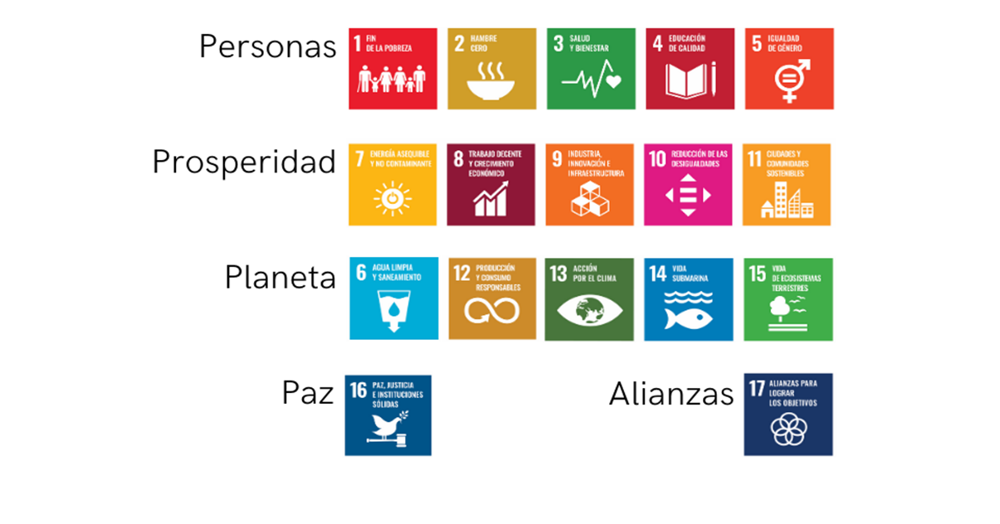 Personas
1 FIN
DE LA POBREZA
2 HAMBRE
CERO
3 SALUD
Y BIENESTAR
4 EDUCACIÓN
DE CALIDAD
5 IGUALDAD
DE GÉNERO
Prosperidad
7 ENERGÍA ASEQUIBLE
Y NO CONTAMINANTE
8 TRABAJO DECENTE
Y CRECIMIENTO
ECONÓMICO
9 INDUSTRIA,
INNOVACIÓN E
INFRAESTRUCTURA
10 REDUCCIÓN DE LAS
DESIGUALDADES
11 CIUDADES Y
COMUNIDADES
SOSTENIBLES
Planeta
6 AGUA LIMPIA
Y SANEAMIENTO
12 PRODUCCIÓN
Y CONSUMO
RESPONSABLES
13 ACCIÓN
POR EL CLIMA
14 VIDA
SUBMARINA
15 VIDA
DE ECOSISTEMAS
TERRESTRES
Paz
16 PAZ, JUSTICIA
E INSTITUCIONES
SÓLIDAS
Alianzas
17 ALIANZAS PARA
LOGRAR
LOS OBJETIVOS